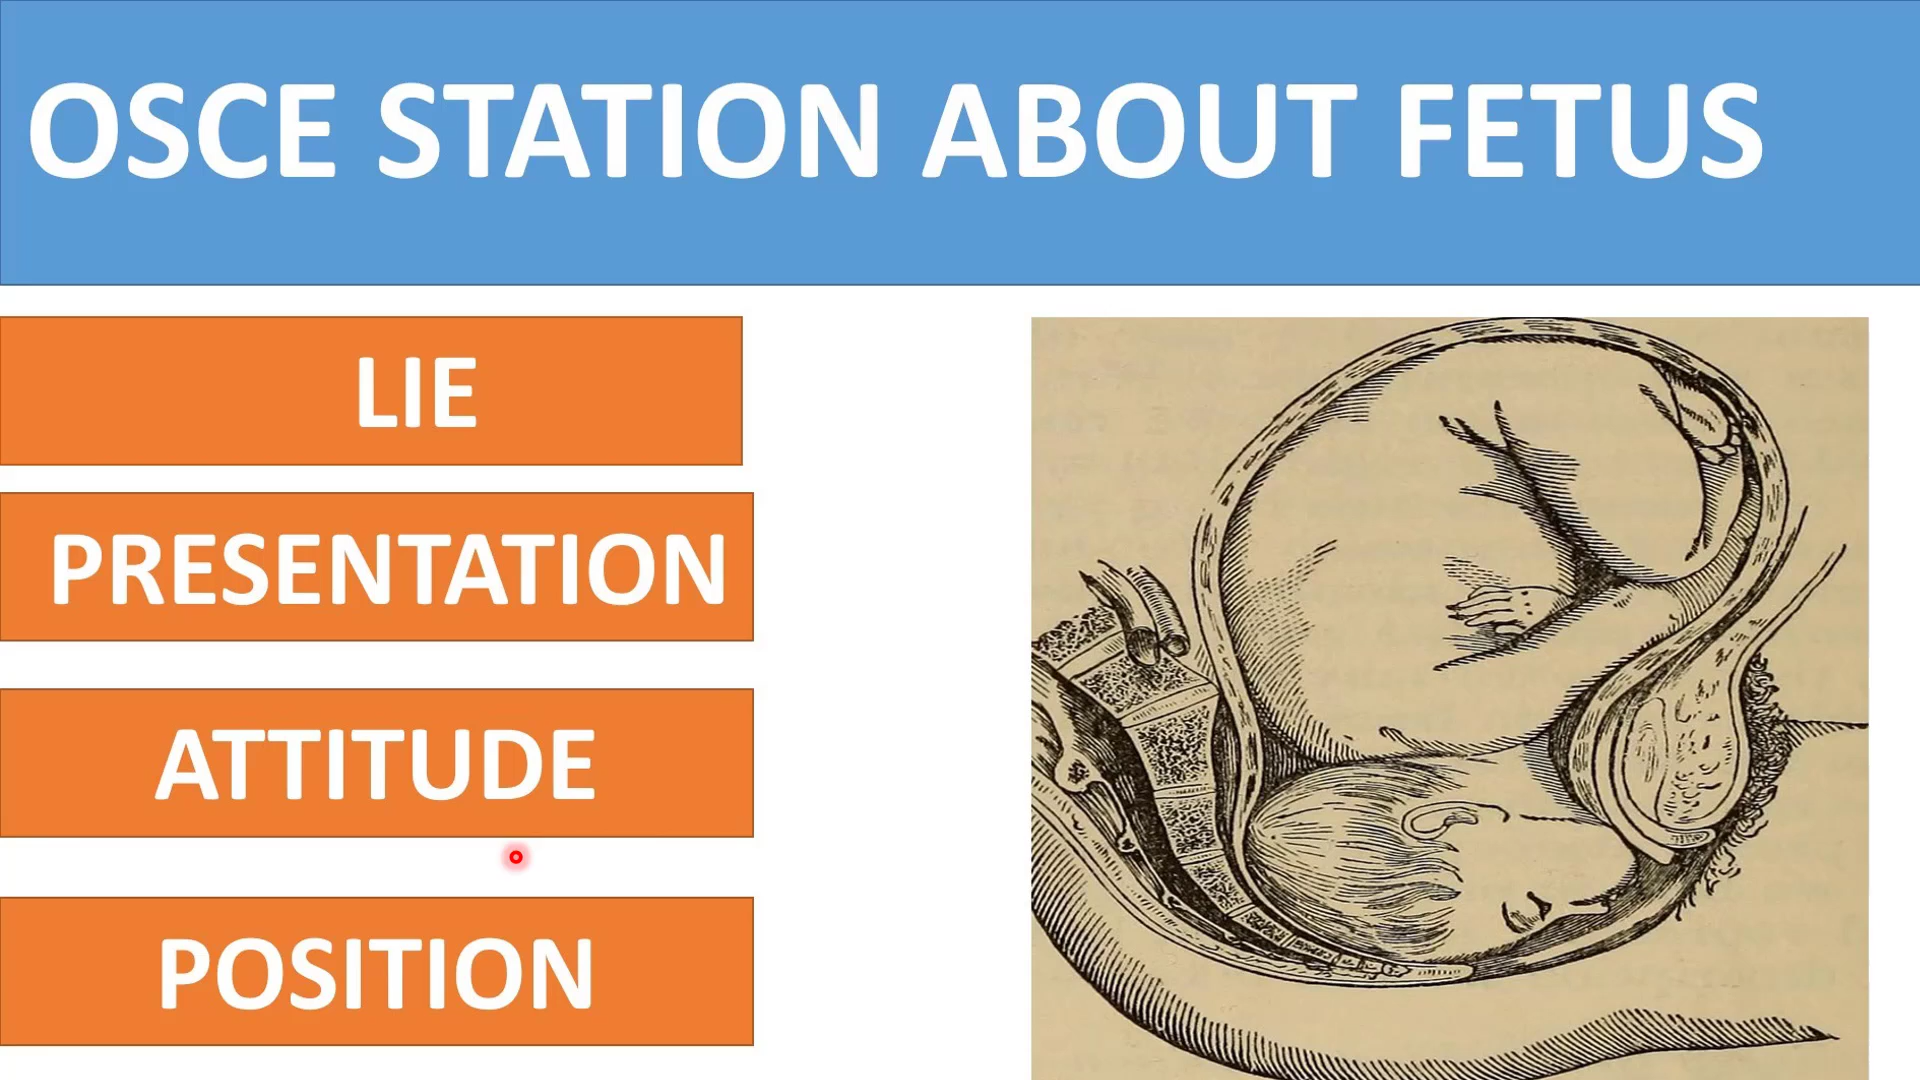 OSCE STATION ABOUT FETUS
LIE
PRESENTATION
ATTITUDE
POSITION